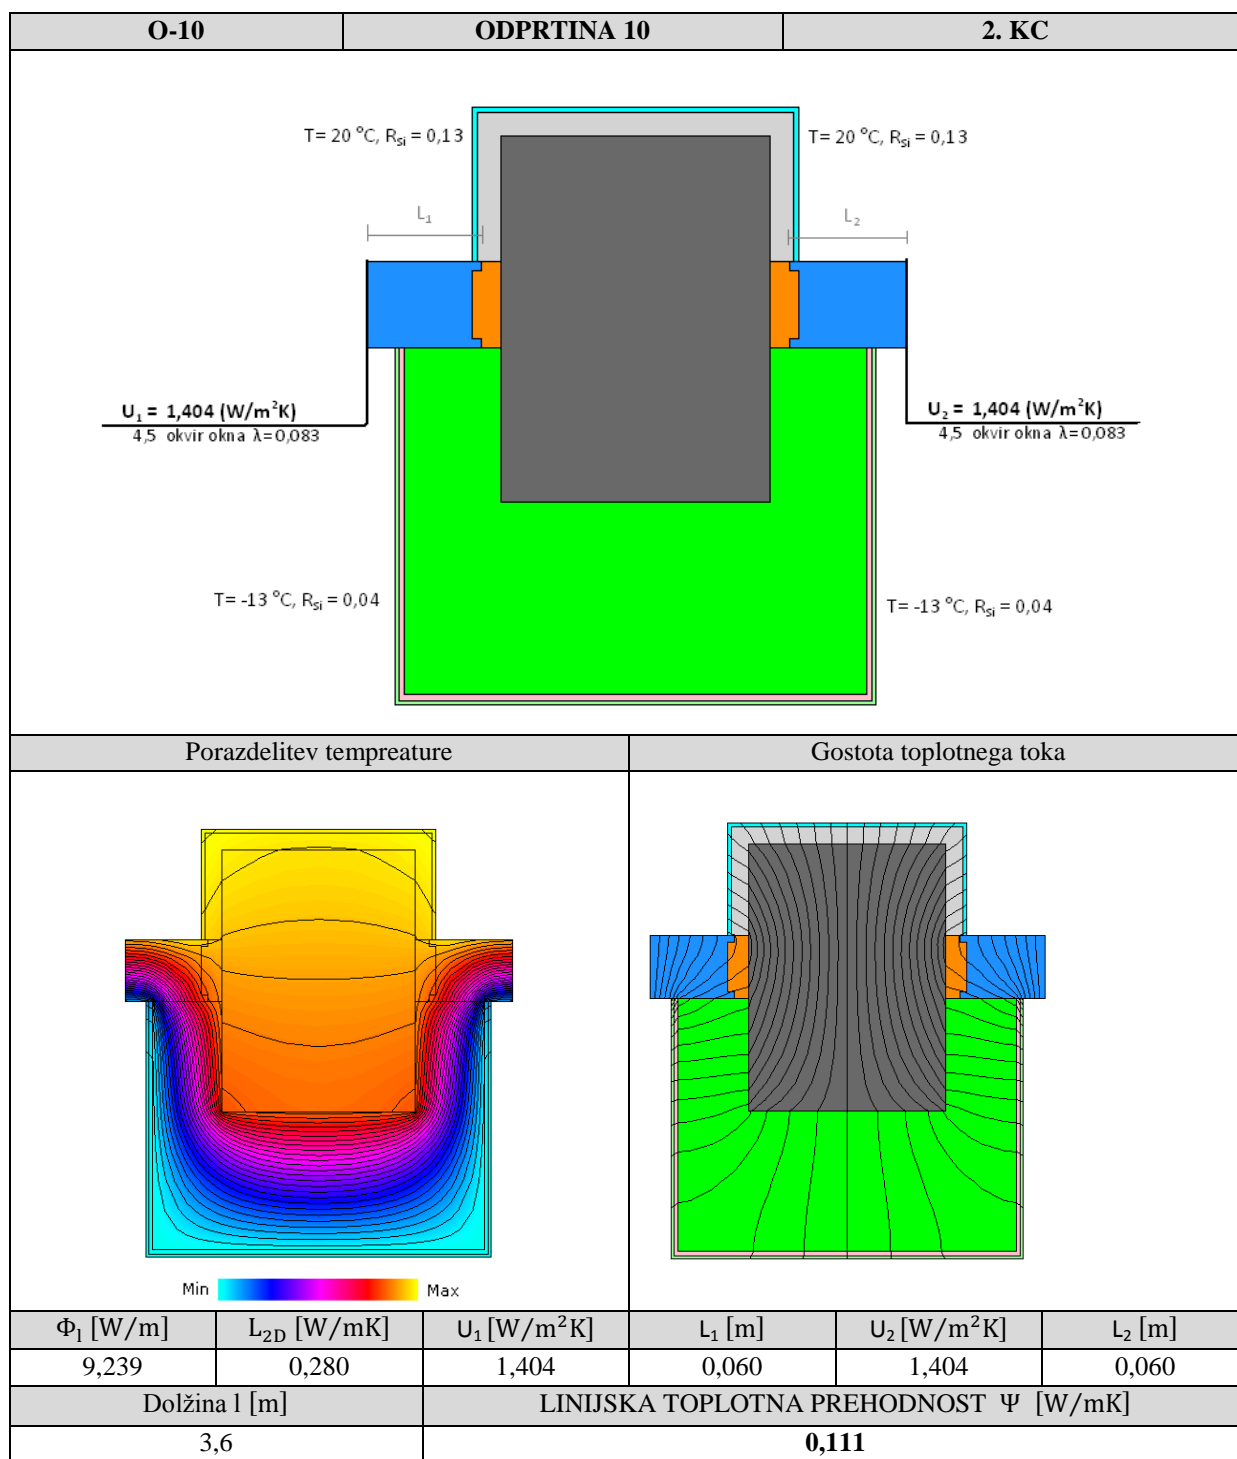 O-10 ODPRTINA 10 2. KC
T= 20 °C, Rsi = 0,13 T= 20 °C, Rsi = 0,13
L₁ L₂
U₁ = 1,404 (W/m²K) U₂ = 1,404 (W/m²K)
4,5 okvir okna λ=0,083 4,5 okvir okna λ=0,083
T= -13 °C, Rsi = 0,04 T= -13 °C, Rsi = 0,04
Porazdelitev tempreature Gostota toplotnega toka
Min Max
Φₗ [W/m] L₂D [W/mK] U₁ [W/m²K] L₁ [m] U₂ [W/m²K] L₂ [m]
9,239 0,280 1,404 0,060 1,404 0,060
Dolžina l [m] LINIJSKA TOPLOTNA PREHODNOST Ψ [W/mK]
3,6 0,111